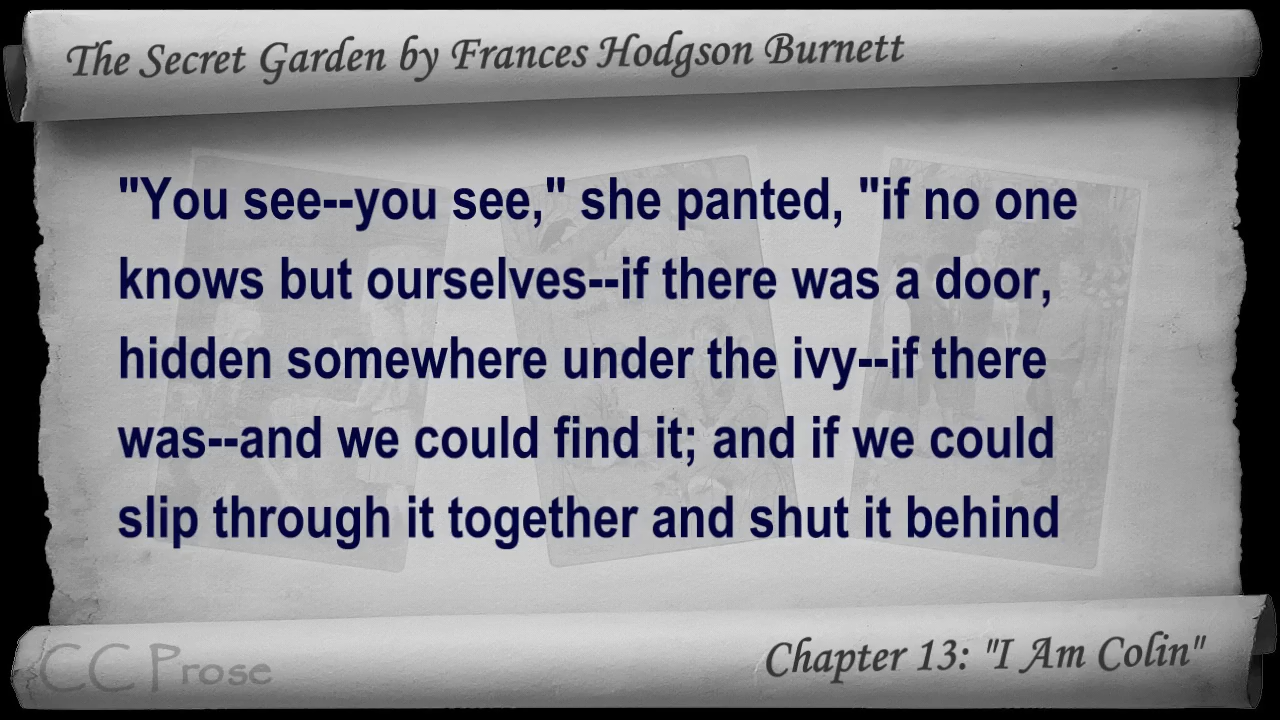 The Secret Garden by Frances Hodgson Burnett
"You see--you see," she panted, "if no one
knows but ourselves--if there was a door,
hidden somewhere under the ivy--if there
was--and we could find it; and if we could
slip through it together and shut it behind
CC Prose
Chapter 13: "I Am Colin"